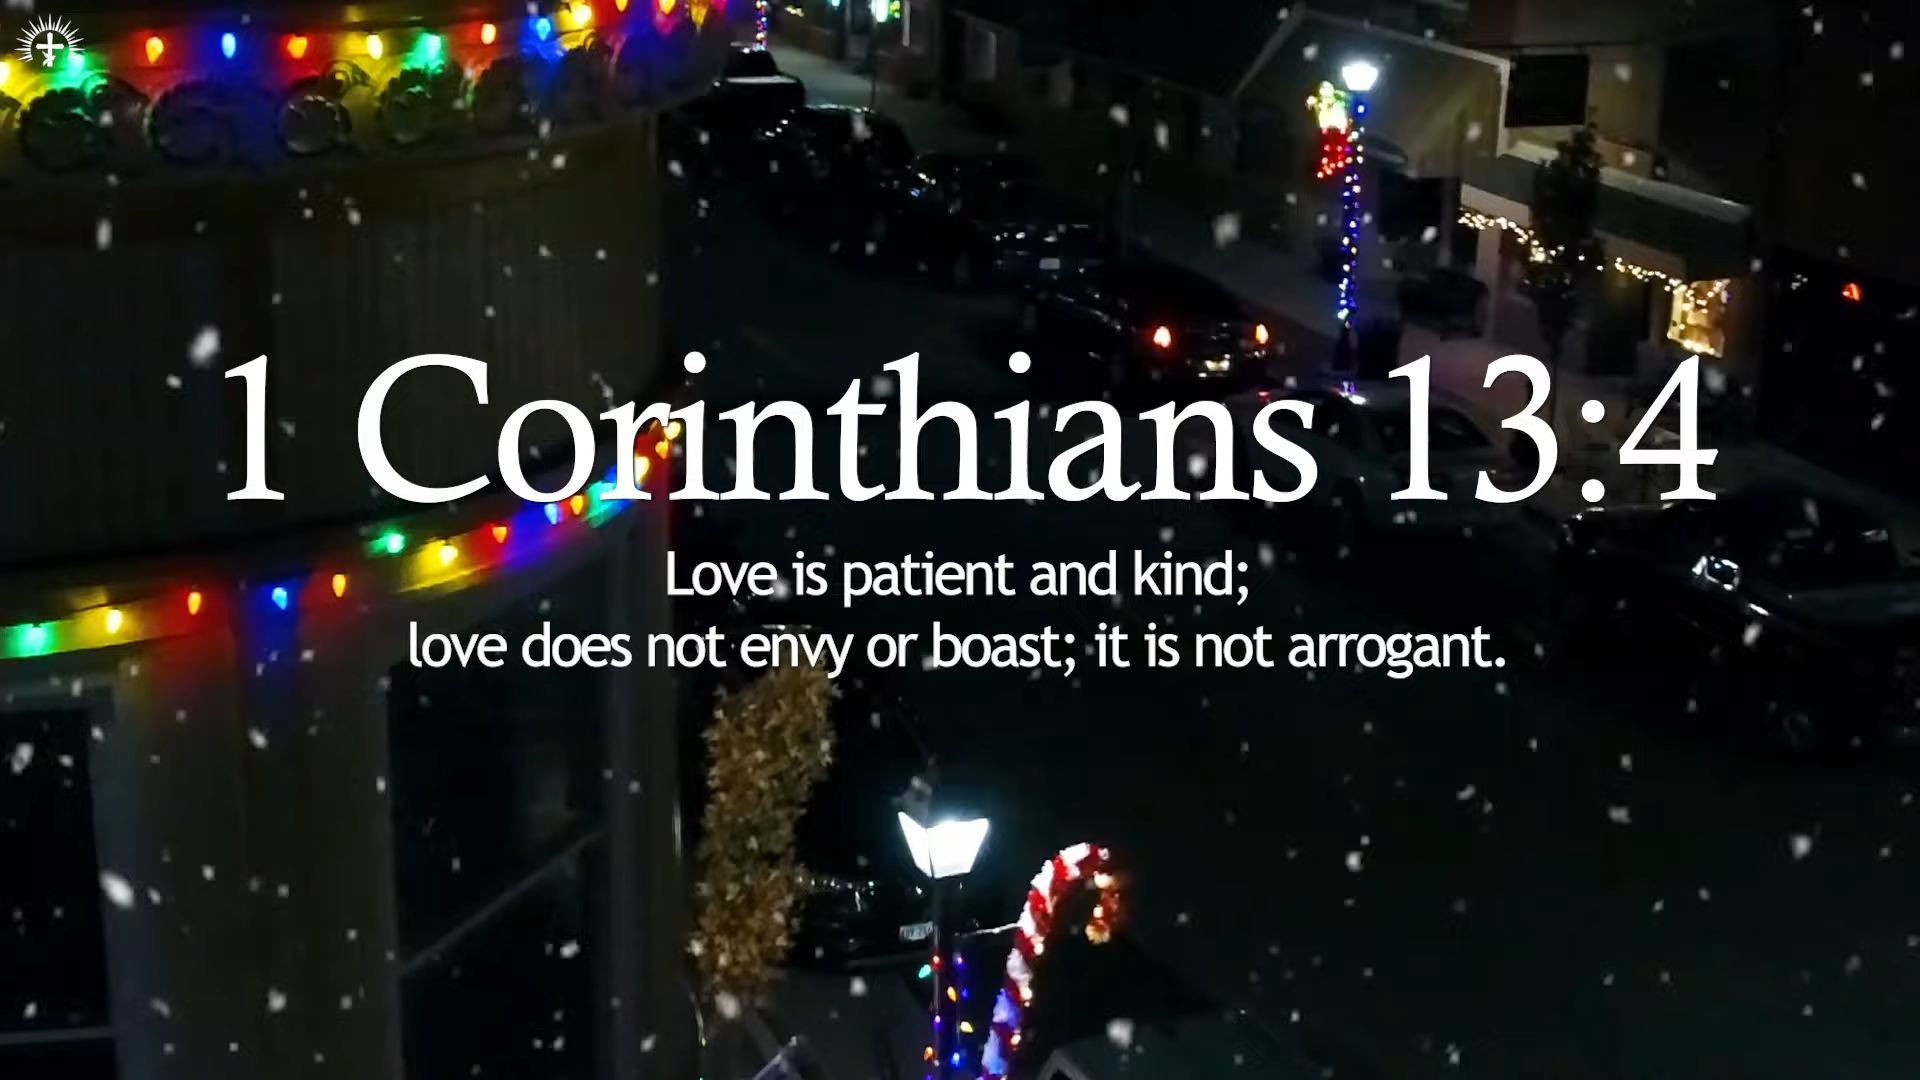 1 Corinthians 13:4
Love is patient and kind;
love does not envy or boast; it is not arrogant.